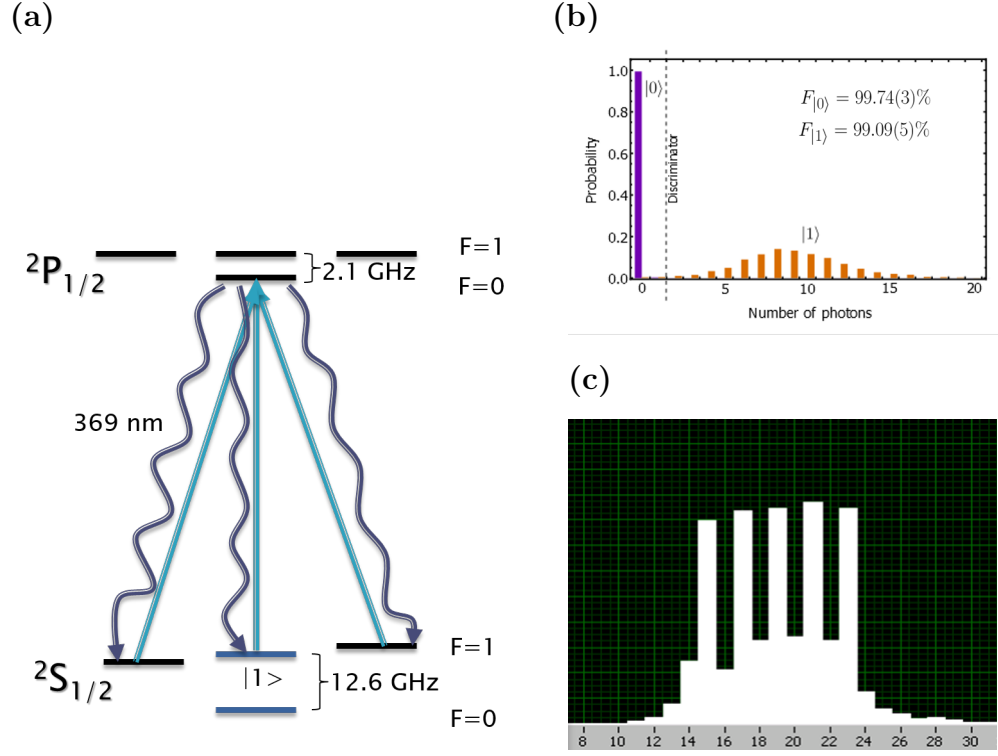 (a)
F=1
²P₁/₂
2.1 GHz
F=0
369 nm
F=1
|1>
12.6 GHz
²S₁/₂
F=0
(b)
1.0
0.8
0.6
0.4
0.2
0.0
Probability
|0⟩
Discriminator
F|0⟩ = 99.74(3)%
F|1⟩ = 99.09(5)%
|1⟩
0 5 10 15 20
Number of photons
(c)
8 10 12 14 16 18 20 22 24 26 28 30